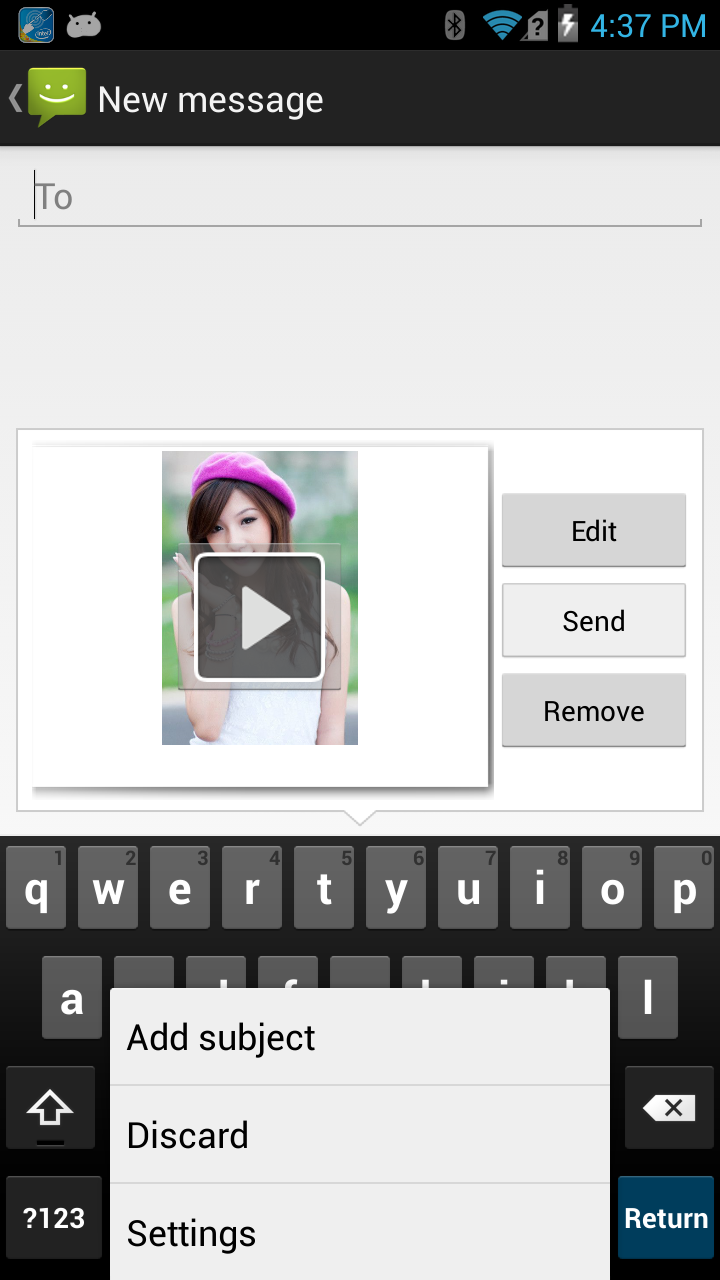 4:37 PM
New message
To
Edit
Send
Remove
1 2 3 4 5 6 7 8 9 0
q w e r t y u i o p
a l
Add subject
Discard
Settings
?123
Return